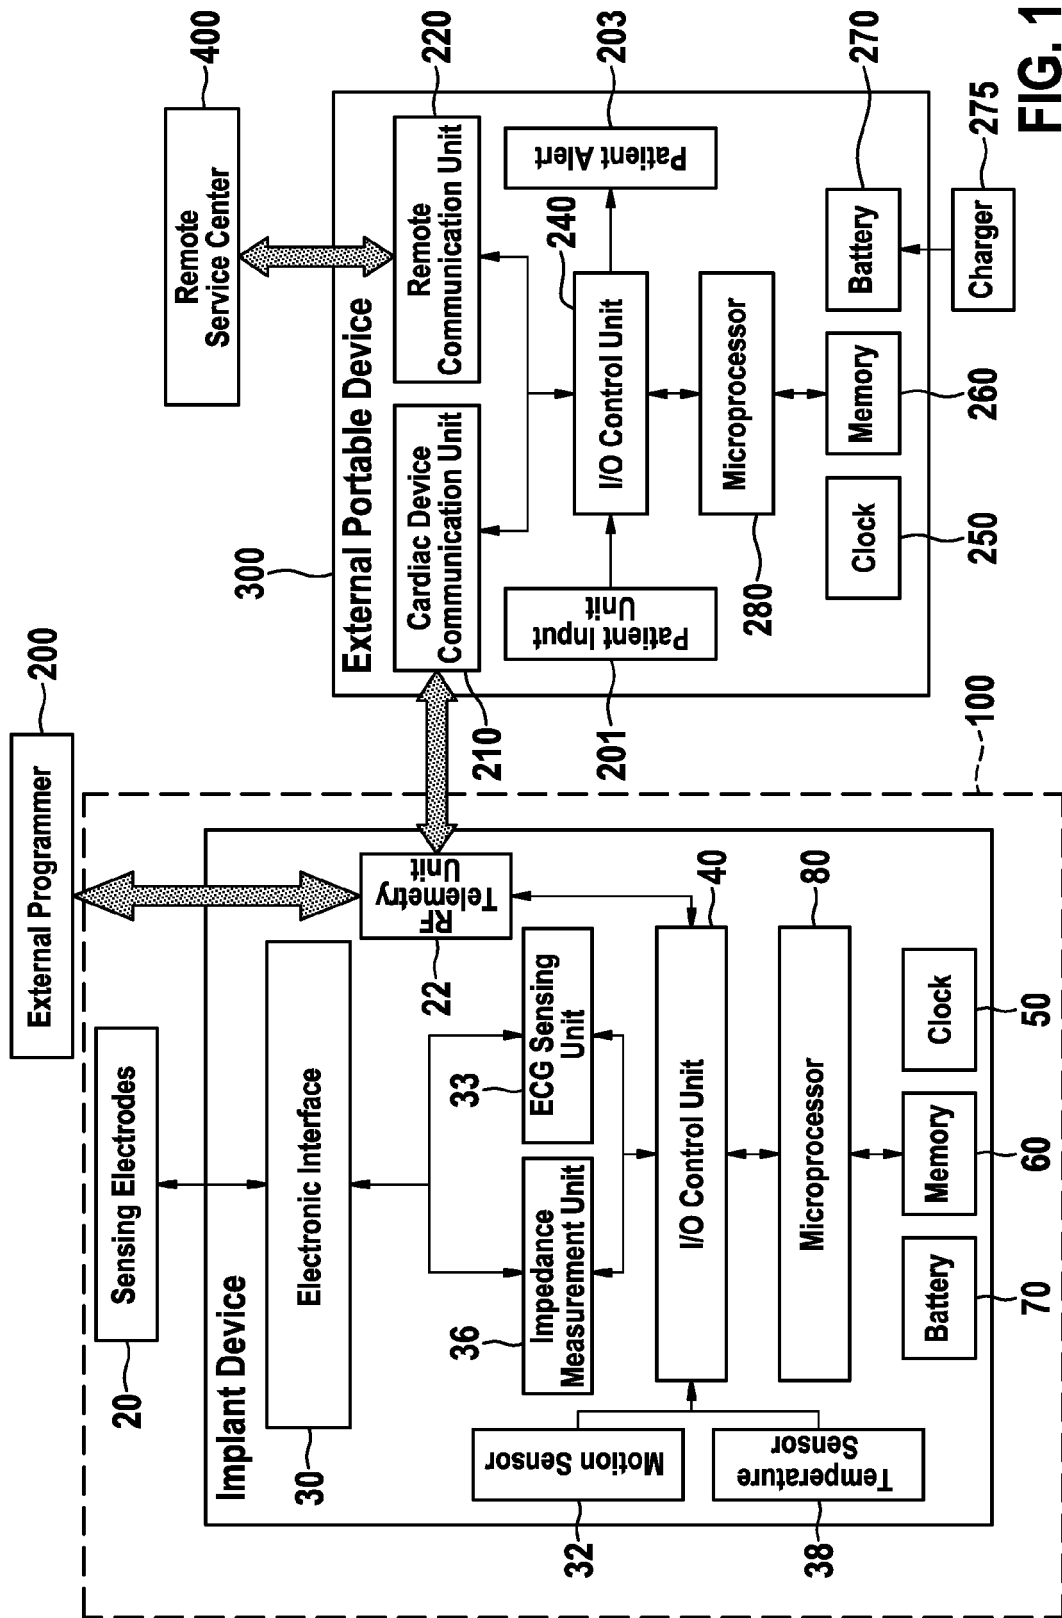 External Programmer
200
Sensing Electrodes
20
Implant Device
Electronic Interface
30
RF
Telemetry
Unit
22
Impedance
Measurement Unit
36
ECG Sensing
Unit
33
Motion Sensor
32
Temperature
Sensor
38
I/O Control Unit
40
Microprocessor
80
Battery
70
Memory
60
Clock
50
100
Remote
Service Center
400
300
External Portable Device
Cardiac Device
Communication Unit
210
Remote
Communication Unit
220
Patient Input
Unit
201
I/O Control Unit
240
Patient Alert
203
Microprocessor
280
Clock
250
Memory
260
Battery
270
Charger
275
FIG. 1